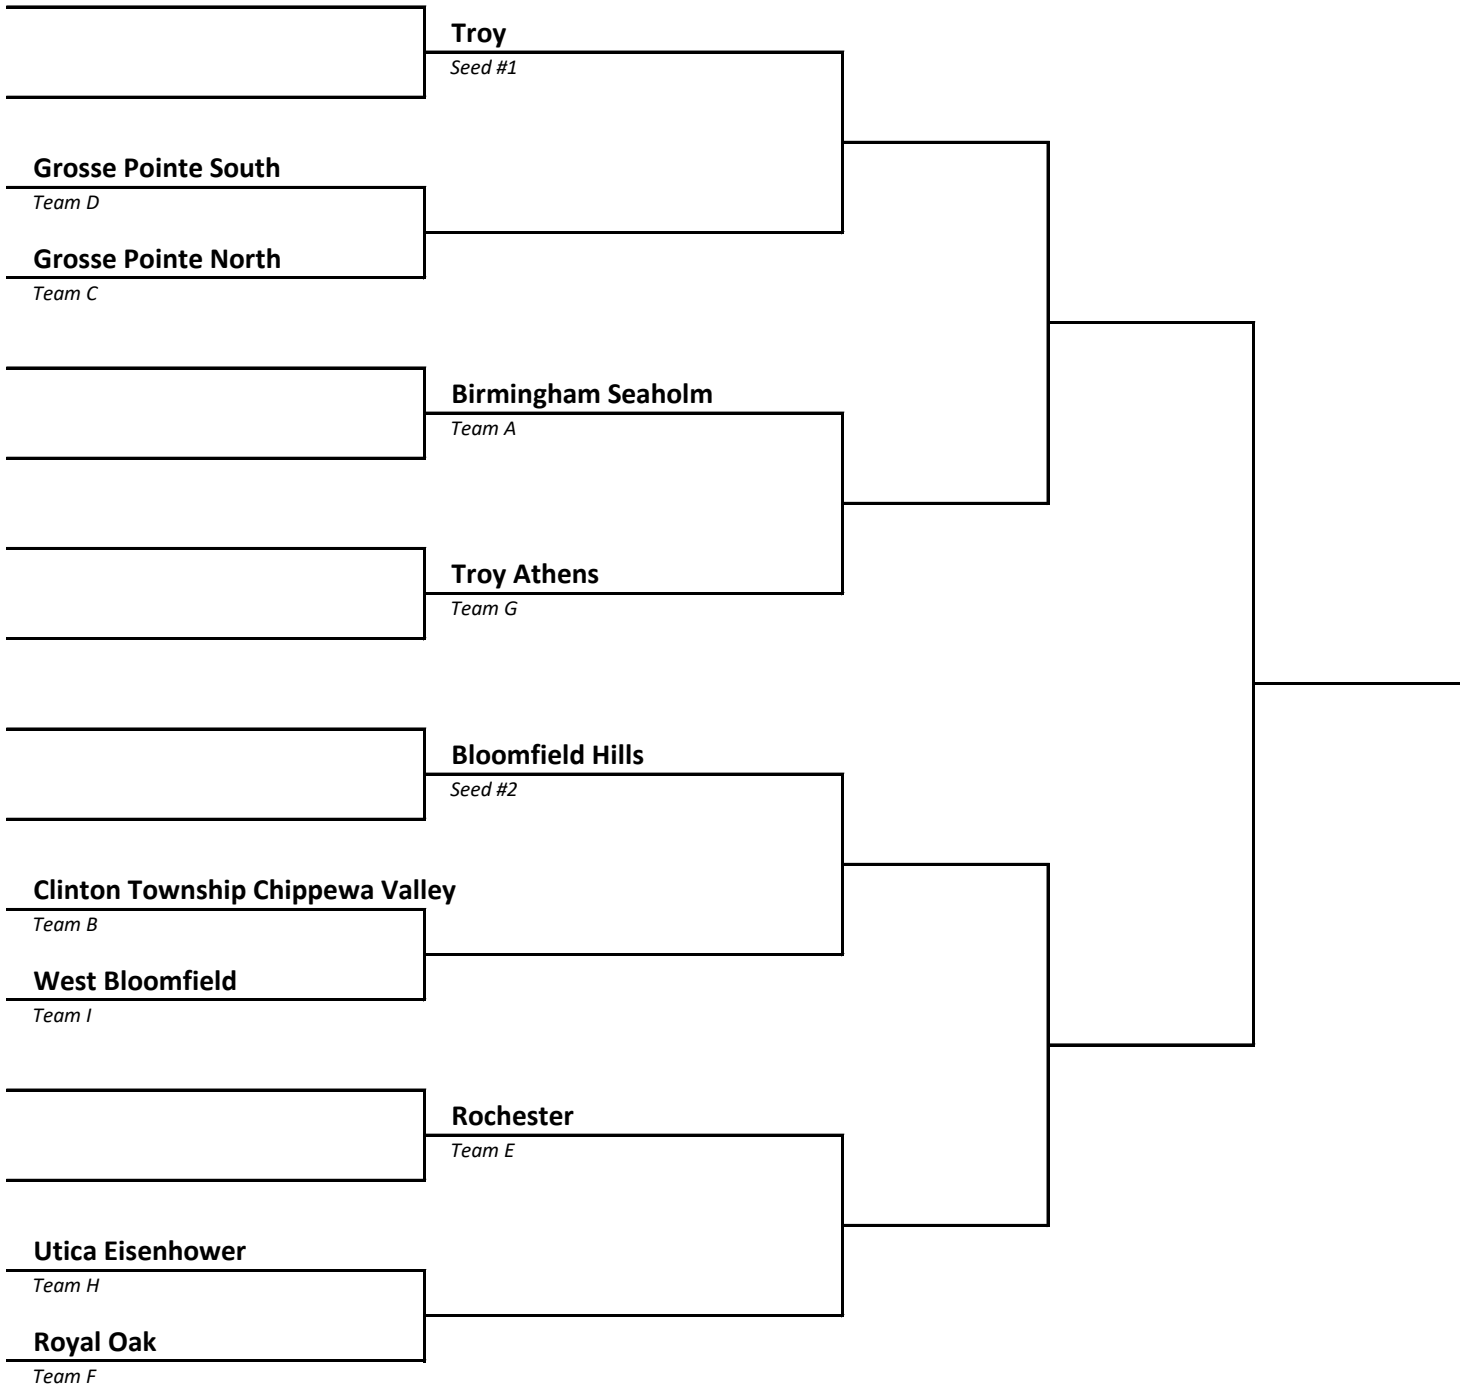 Troy
Seed #1
Grosse Pointe South
Team D
Grosse Pointe North
Team C
Birmingham Seaholm
Team A
Troy Athens
Team G
Bloomfield Hills
Seed #2
Clinton Township Chippewa Valley
Team B
West Bloomfield
Team I
Rochester
Team E
Utica Eisenhower
Team H
Royal Oak
Team F